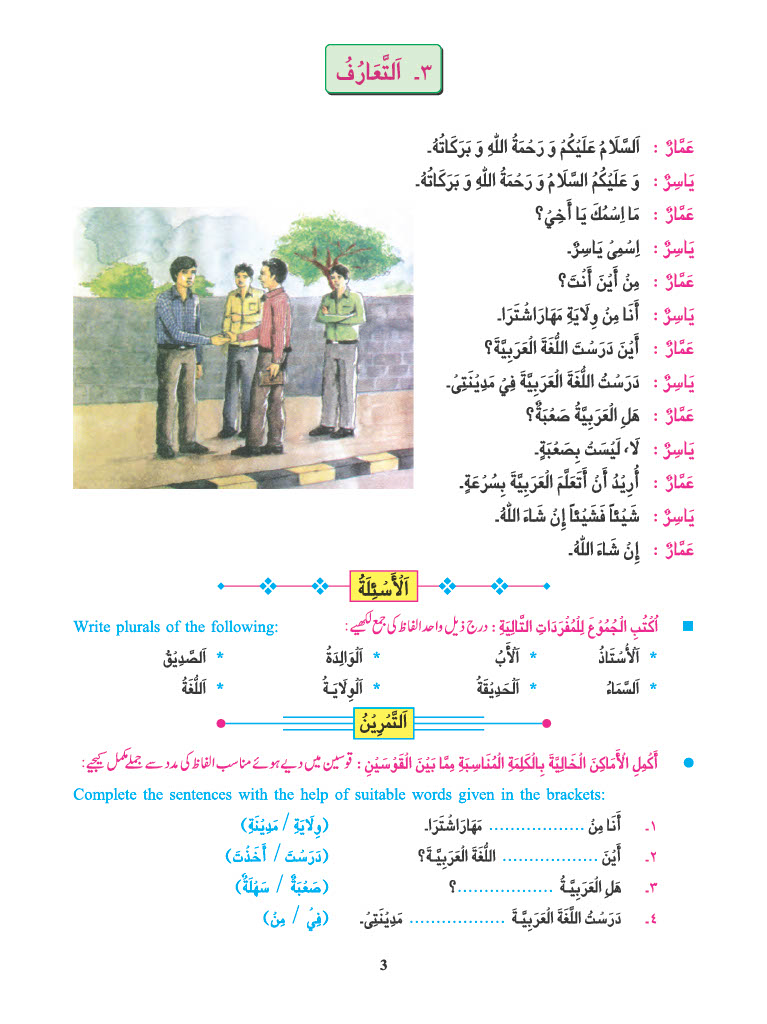 ٣۔ اَلتَّعَارُفُ
عَمَّارٌ : اَلسَّلَامُ عَلَيْكُمْ وَ رَحْمَةُ اللهِ وَ بَرَكَاتُهُ۔
يَاسِرٌ : وَ عَلَيْكُمُ السَّلَامُ وَ رَحْمَةُ اللهِ وَ بَرَكَاتُهُ۔
عَمَّارٌ : مَا اِسْمُكَ يَا أَخِيْ؟
يَاسِرٌ : اِسْمِيْ يَاسِرٌ۔
عَمَّارٌ : مِنْ أَيْنَ أَنْتَ؟
يَاسِرٌ : أَنَا مِنْ وِلَايَةِ مَهَارَاشْتَرَا۔
عَمَّارٌ : أَيْنَ دَرَسْتَ اللُّغَةَ الْعَرَبِيَّةَ؟
يَاسِرٌ : دَرَسْتُ اللُّغَةَ الْعَرَبِيَّةَ فِيْ مَدِيْنَتِيْ۔
عَمَّارٌ : هَلِ الْعَرَبِيَّةُ صَعْبَةٌ؟
يَاسِرٌ : لَا، لَيْسَتْ بِصَعْبَةٍ۔
عَمَّارٌ : أُرِيْدُ أَنْ أَتَعَلَّمَ الْعَرَبِيَّةَ بِسُرْعَةٍ۔
يَاسِرٌ : شَيْئاً فَشَيْئاً إِنْ شَاءَ اللهُ۔
عَمَّارٌ : إِنْ شَاءَ اللهُ۔
اَلْأَسْئِلَةُ
■ اُكْتُبِ الْجُمُوْعَ لِلْمُفْرَدَاتِ التَّالِيَةِ : درج ذیل واحد الفاظ کی جمع لکھیے : Write plurals of the following:
* اَلْأُسْتَاذُ * اَلْأَبُ * اَلْوَالِدَةُ * اَلصَّدِيْقُ
* اَلسَّمَاءُ * اَلْحَدِيْقَةُ * اَلْوِلَايَةُ * اَللُّغَةُ
اَلتَّمْرِيْنُ
● أَكْمِلِ الْأَمَاكِنَ الْخَالِيَةَ بِالْكَلِمَةِ الْمُنَاسِبَةِ مِمَّا بَيْنَ الْقَوْسَيْنِ : قوسین میں دیے ہوئے مناسب الفاظ کی مدد سے جملے مکمل کیجیے :
Complete the sentences with the help of suitable words given in the brackets:
١۔ أَنَا مِنْ .................. مَهَارَاشْتَرَا۔ (وِلَايَةِ / مَدِيْنَةِ)
٢۔ أَيْنَ .................. اللُّغَةَ الْعَرَبِيَّةَ؟ (دَرَسْتَ / أَخَذْتَ)
٣۔ هَلِ الْعَرَبِيَّةُ ..................؟ (صَعْبَةٌ / سَهْلَةٌ)
٤۔ دَرَسْتُ اللُّغَةَ الْعَرَبِيَّةَ .................. مَدِيْنَتِيْ۔ (فِيْ / مِنْ)
3